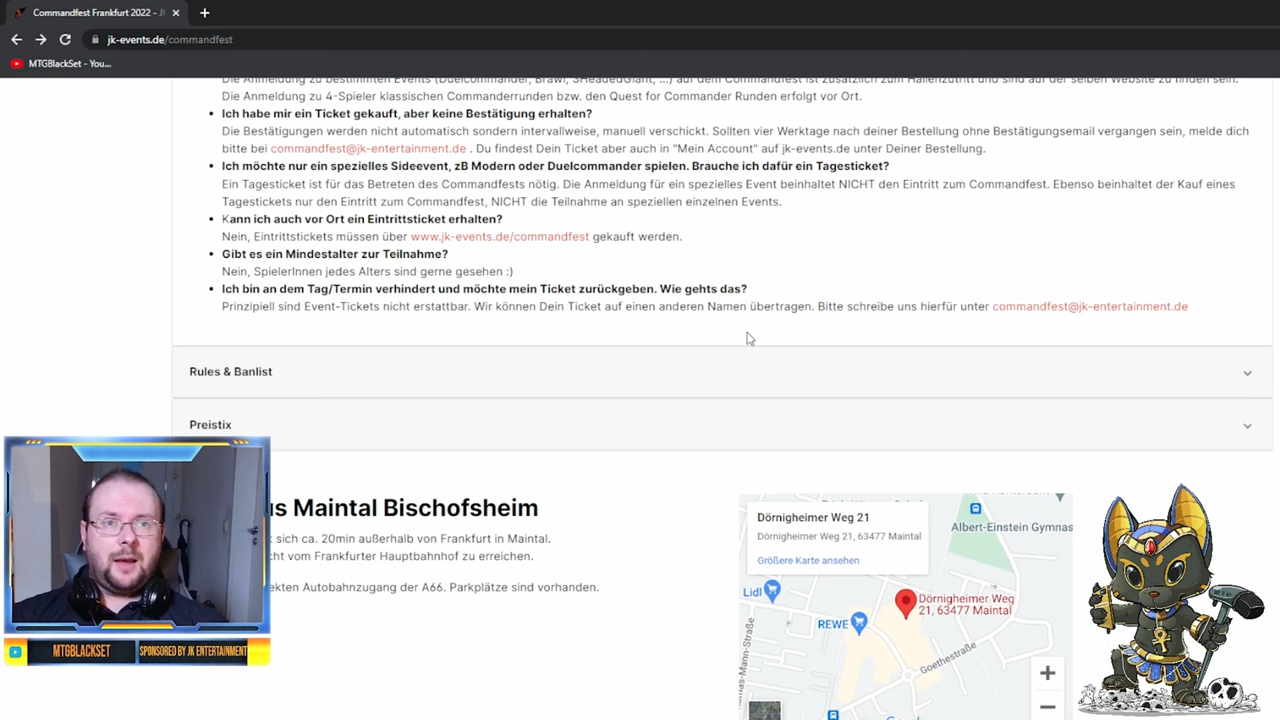 Commandfest Frankfurt 2022 - J
jk-events.de/commandfest
MTGBlackSet - You...
Die Anmeldung zu bestimmten Events (Duelcommander, Brawl, 3HeadedGiant, ...) auf dem Commandfest ist zusätzlich zum Hallenzutritt und sind auf der selben Website zu finden sein.
Die Anmeldung zu 4-Spieler klassischen Commanderrunden bzw. den Quest for Commander Runden erfolgt vor Ort.
• Ich habe mir ein Ticket gekauft, aber keine Bestätigung erhalten?
Die Bestätigungen werden nicht automatisch sondern intervallweise, manuell verschickt. Sollten vier Werktage nach deiner Bestellung ohne Bestätigungsemail vergangen sein, melde dich
bitte bei commandfest@jk-entertainment.de . Du findest Dein Ticket aber auch in "Mein Account" auf jk-events.de unter Deiner Bestellung.
• Ich möchte nur ein spezielles Sideevent, zB Modern oder Duelcommander spielen. Brauche ich dafür ein Tagesticket?
Ein Tagesticket ist für das Betreten des Commandfests nötig. Die Anmeldung für ein spezielles Event beinhaltet NICHT den Eintritt zum Commandfest. Ebenso beinhaltet der Kauf eines
Tagestickets nur den Eintritt zum Commandfest, NICHT die Teilnahme an speziellen einzelnen Events.
• Kann ich auch vor Ort ein Eintrittsticket erhalten?
Nein, Eintrittstickets müssen über www.jk-events.de/commandfest gekauft werden.
• Gibt es ein Mindestalter zur Teilnahme?
Nein, SpielerInnen jedes Alters sind gerne gesehen :)
• Ich bin an dem Tag/Termin verhindert und möchte mein Ticket zurückgeben. Wie gehts das?
Prinzipiell sind Event-Tickets nicht erstattbar. Wir können Dein Ticket auf einen anderen Namen übertragen. Bitte schreibe uns hierfür unter commandfest@jk-entertainment.de
Rules & Banlist
Preistix
us Maintal Bischofsheim
t sich ca. 20min außerhalb von Frankfurt in Maintal.
cht vom Frankfurter Hauptbahnhof zu erreichen.
ekten Autobahnzugang der A66. Parkplätze sind vorhanden.
Dörnigheimer Weg 21
Dörnigheimer Weg 21, 63477 Maintal
Größere Karte ansehen
Albert-Einstein Gymnas
Lidl
Dörnigheimer Weg
21, 63477 Maintal
REWE
Goethestraße
as-Mann-Straße
MTGBLACKSET
SPONSORED BY JK ENTERTAINMENT